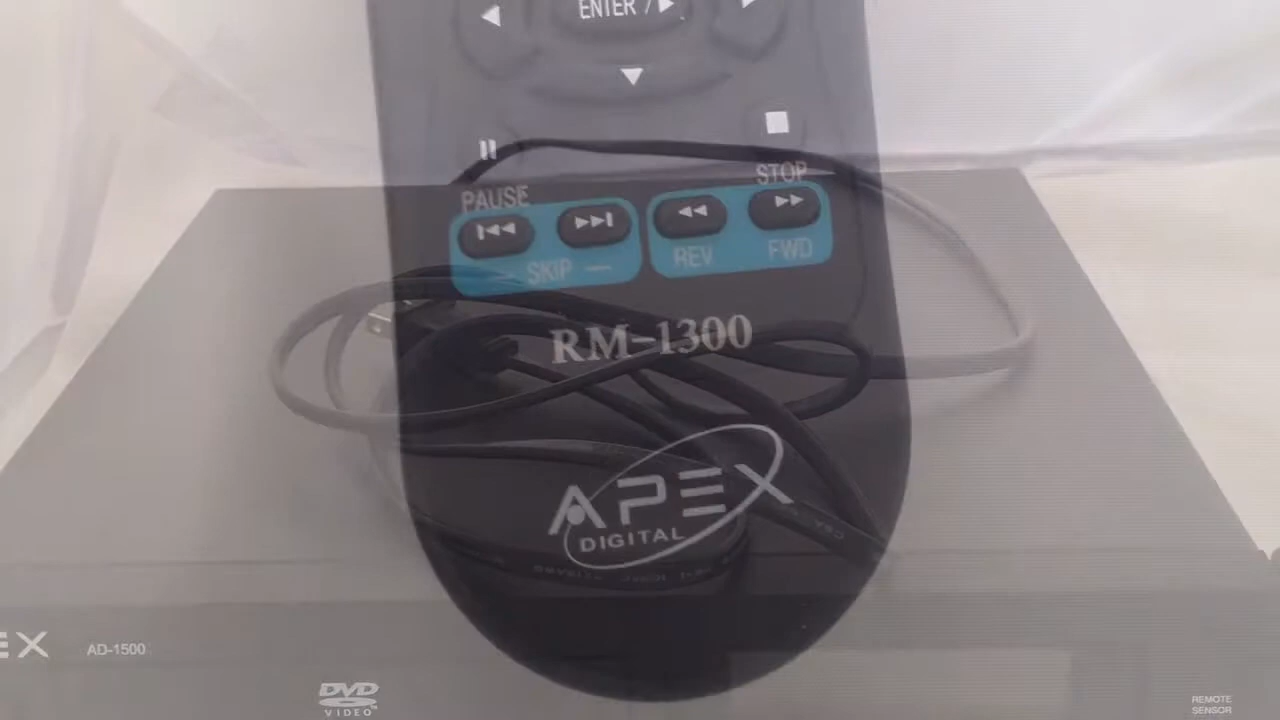 ENTER /
PAUSE
STOP
SKIP
REV
FWD
RM-1300
APEX
DIGITAL
EX
AD-1500
DVD
VIDEO
REMOTE
SENSOR